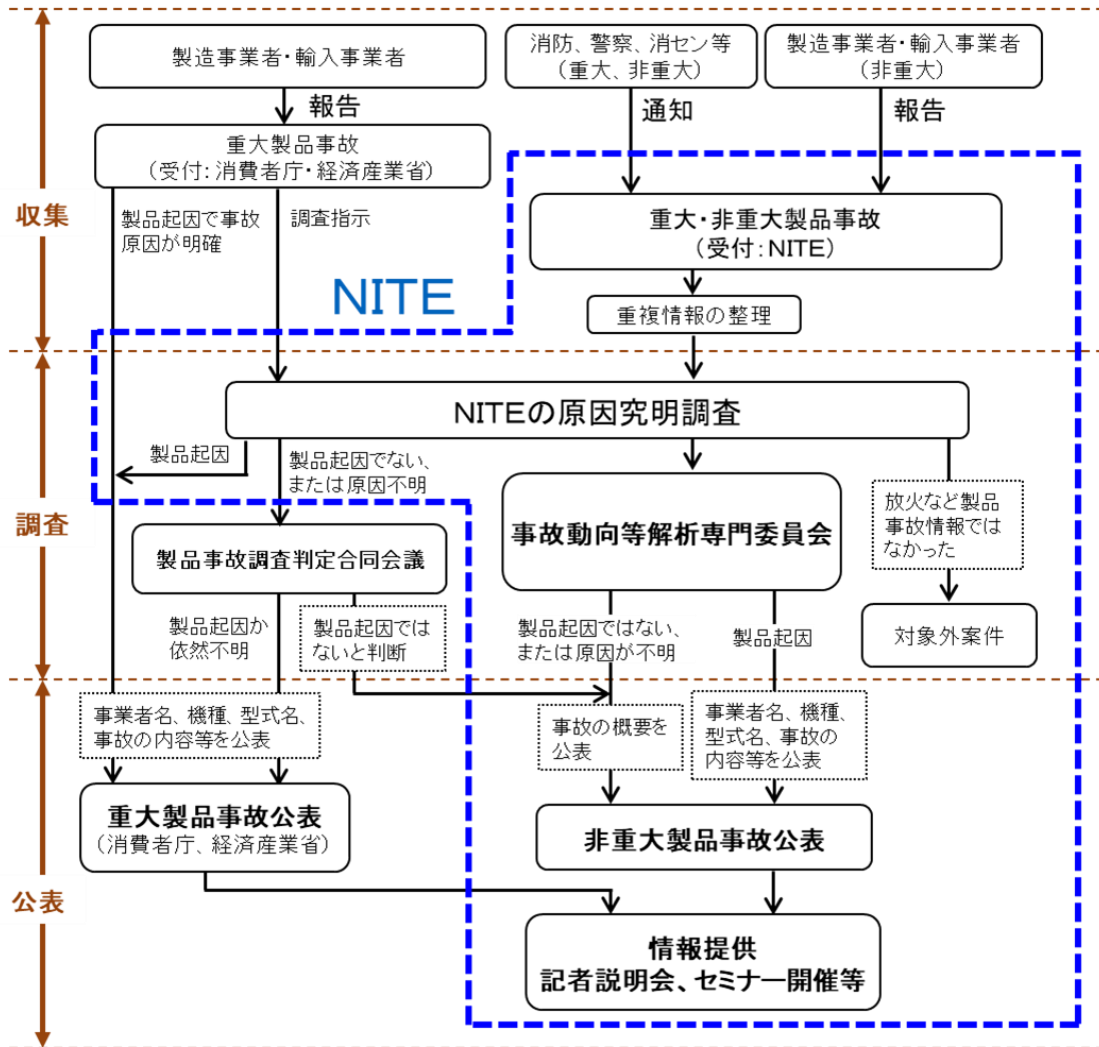 製造事業者・輸入事業者
消防、警察、消セン等
（重大、非重大）
製造事業者・輸入事業者
（非重大）
報告
通知
報告
重大製品事故
（受付：消費者庁・経済産業省）
収集
製品起因で事故
原因が明確
調査指示
重大・非重大製品事故
（受付：NITE）
NITE
重複情報の整理
NITEの原因究明調査
製品起因
製品起因でない、
または原因不明
調査
事故動向等解析専門委員会
放火など製品
事故情報では
なかった
製品事故調査判定合同会議
製品起因か
依然不明
製品起因では
ないと判断
製品起因ではない、
または原因が不明
製品起因
対象外案件
事業者名、機種、型式名、
事故の内容等を公表
事故の概要を
公表
事業者名、機種、
型式名、事故の
内容等を公表
重大製品事故公表
（消費者庁、経済産業省）
非重大製品事故公表
公表
情報提供
記者説明会、セミナー開催等